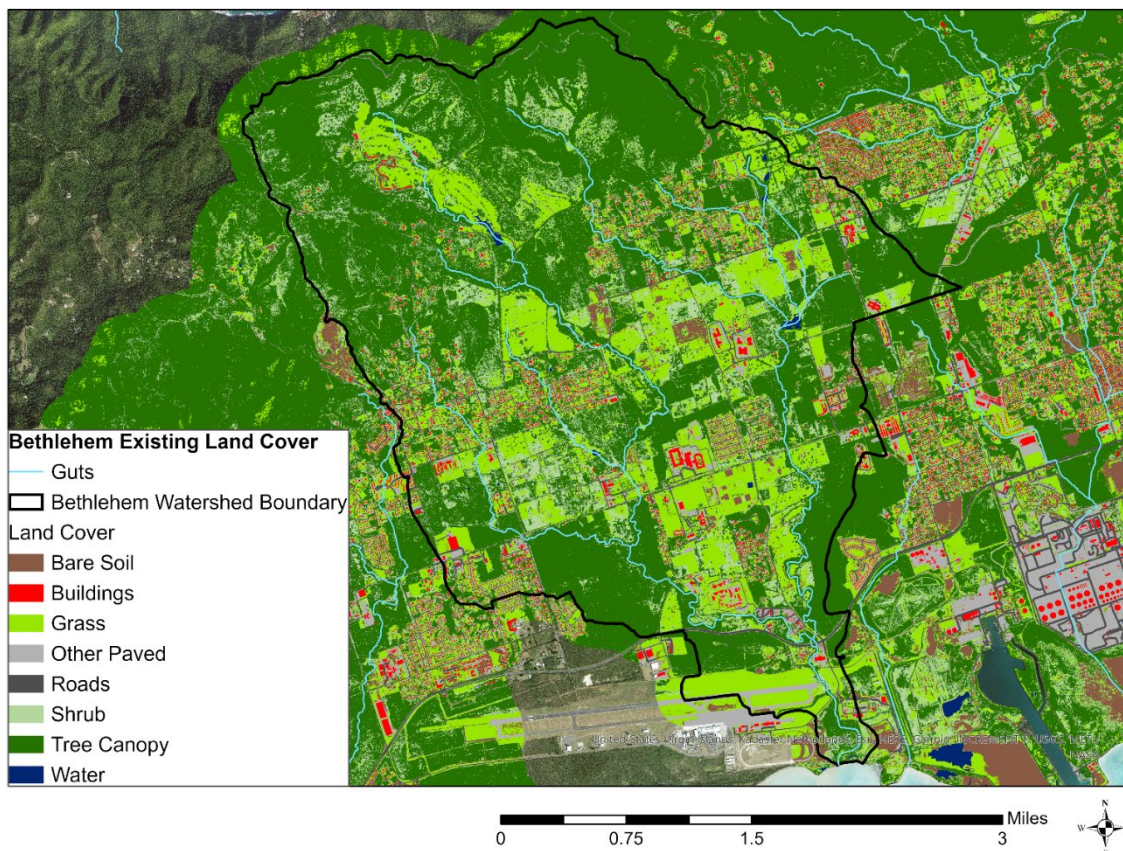 Bethlehem Existing Land Cover
Guts
Bethlehem Watershed Boundary
Land Cover
Bare Soil
Buildings
Grass
Other Paved
Roads
Shrub
Tree Canopy
Water
Miles
0 0.75 1.5 3
N
W